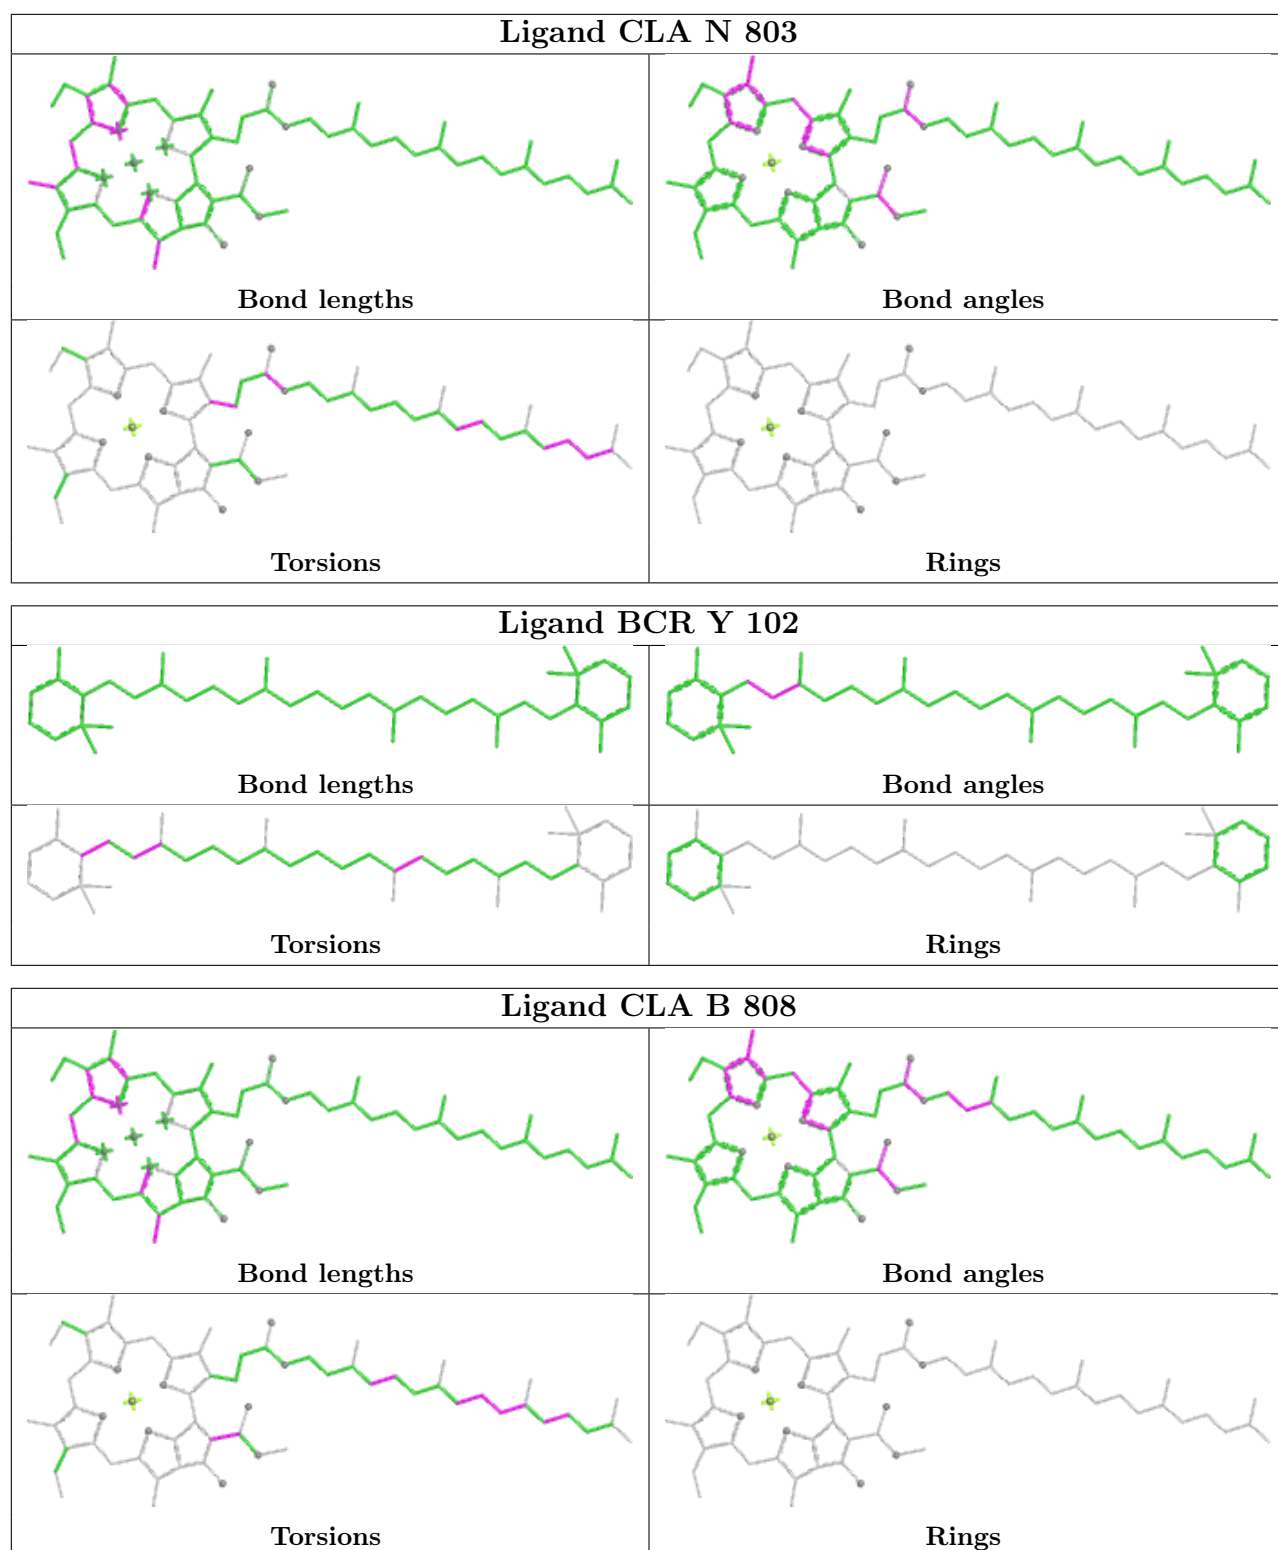 Ligand CLA N 803
Bond lengths
Bond angles
Torsions
Rings
Ligand BCR Y 102
Bond lengths
Bond angles
Torsions
Rings
Ligand CLA B 808
Bond lengths
Bond angles
Torsions
Rings